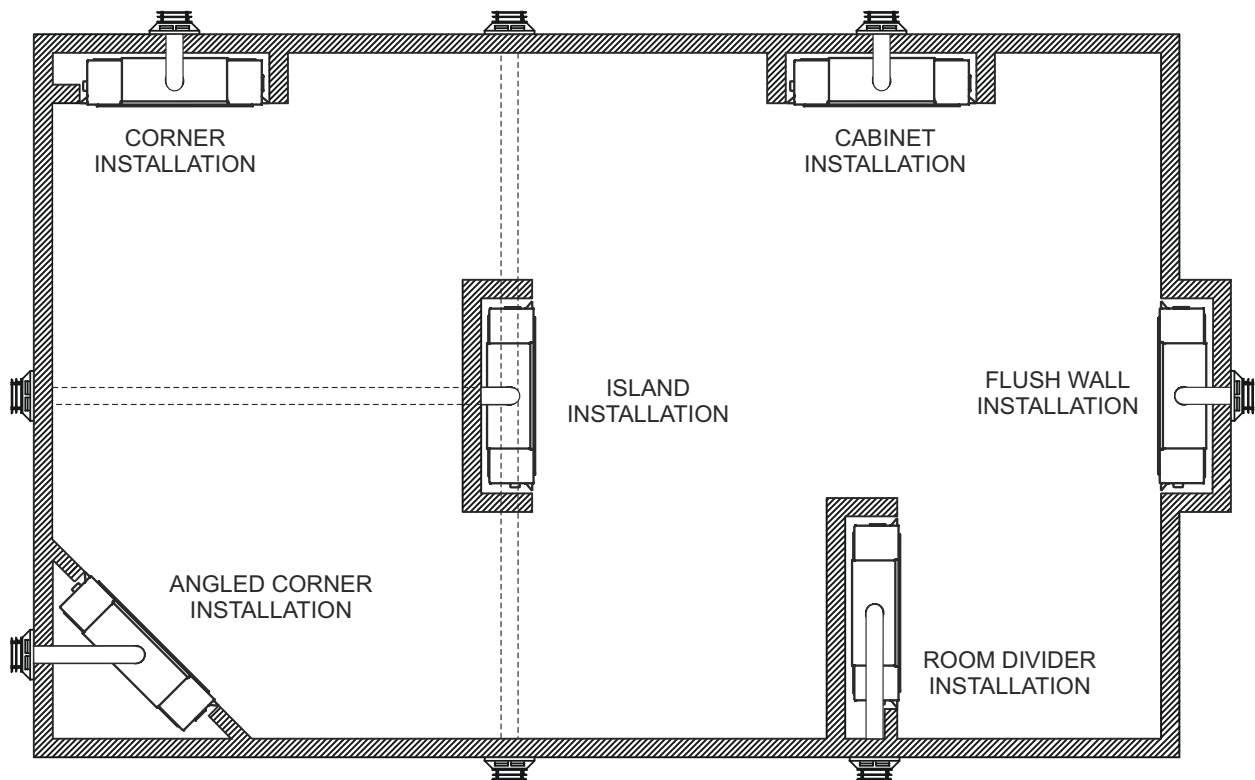 CORNER
INSTALLATION
CABINET
INSTALLATION
ISLAND
INSTALLATION
FLUSH WALL
INSTALLATION
ANGLED CORNER
INSTALLATION
ROOM DIVIDER
INSTALLATION